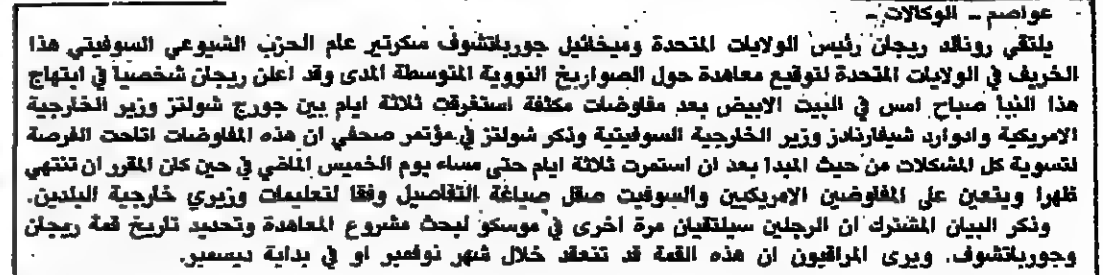 عواصم - الوكالات -
يلتقي رونالد ريجان رئيس الولايات المتحدة وميخائيل جورباتشوف سكرتير عام الحزب الشيوعي السوفيتي هذا
الخريف في الولايات المتحدة لتوقيع معاهدة حول الصواريخ النووية المتوسطة المدى وقد اعلن ريجان شخصيا في ابتهاج
هذا النبأ صباح امس في البيت الابيض بعد مفاوضات مكثفة استغرقت ثلاثة ايام بين جورج شولتز وزير الخارجية
الامريكية وادوارد شيفارنادز وزير الخارجية السوفيتية وذكر شولتز في مؤتمر صحفي ان هذه المفاوضات اتاحت الفرصة
لتسوية كل المشكلات من حيث المبدا بعد ان استمرت ثلاثة ايام حتى مساء يوم الخميس الماضي في حين كان المقرر ان تنتهي
ظهرا ويتعين على المفاوضين الامريكيين والسوفيت صقل صياغة التفاصيل وفقا لتعليمات وزيري خارجية البلدين.
وذكر البيان المشترك ان الرجلين سيلتقيان مرة اخرى في موسكو لبحث مشروع المعاهدة وتحديد تاريخ قمة ريجان
وجورباتشوف. ويرى المراقبون ان هذه القمة قد تنعقد خلال شهر نوفمبر او في بداية ديسمبر.